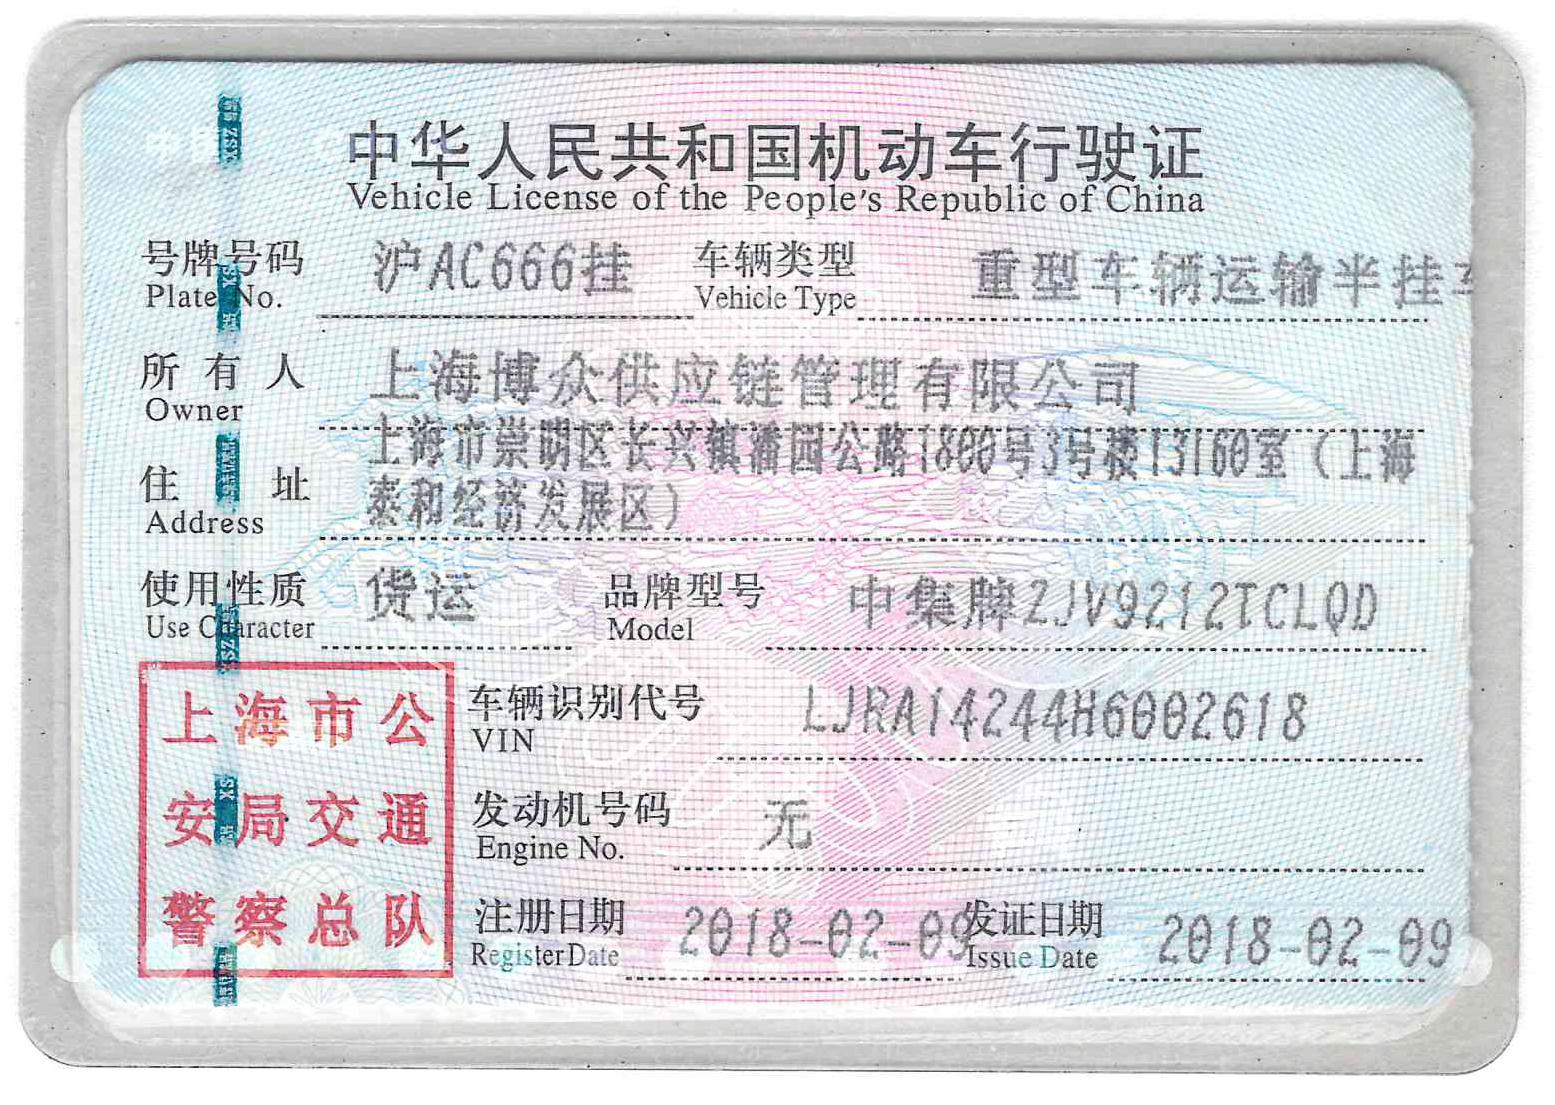 中华人民共和国机动车行驶证
Vehicle License of the People's Republic of China
号牌号码 沪AC666挂 车辆类型 重型车辆运输半挂车
Plate No. Vehicle Type
所有人 上海博众供应链管理有限公司
Owner
上海市崇明区长兴镇潘园公路1800号3号楼13160室（上海
住址 泰和经济发展区）
Address
使用性质 货运 品牌型号 中集牌ZJV9212TCLQD
Use Character Model
上海市公
安局交通
警察总队
车辆识别代号 LJRA14244H6002618
VIN
发动机号码 无
Engine No.
注册日期 2018-02-09 发证日期 2018-02-09
Register Date Issue Date